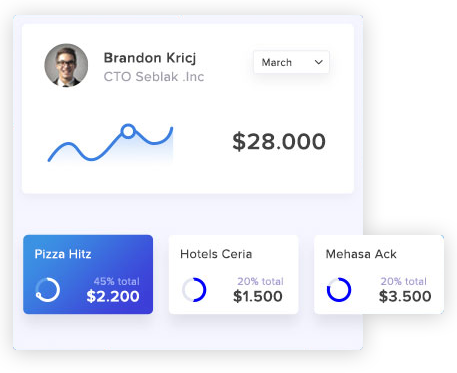 Brandon Kricj
CTO Seblak .Inc
March
$28.000
Pizza Hitz
45% total
$2.200
Hotels Ceria
20% total
$1.500
Mehasa Ack
20% total
$3.500